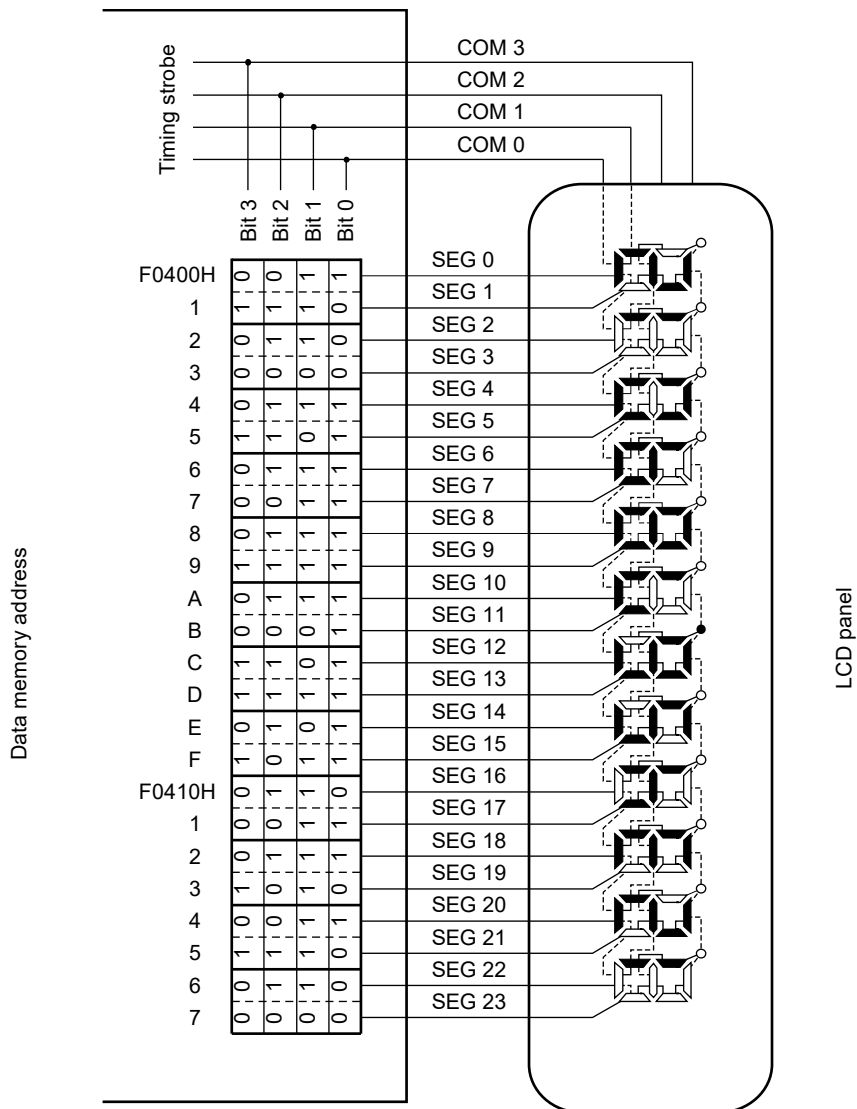 COM 3
COM 2
COM 1
COM 0
Timing strobe
Bit 3
Bit 2
Bit 1
Bit 0
F0400H 0 0 1 1 SEG 0
1 1 1 1 0 SEG 1
2 0 1 1 0 SEG 2
3 0 0 0 0 SEG 3
4 0 1 1 1 SEG 4
5 1 1 0 1 SEG 5
6 0 1 1 1 SEG 6
7 0 0 1 1 SEG 7
8 0 1 1 1 SEG 8
9 1 1 1 1 SEG 9
A 0 1 1 1 SEG 10
B 0 0 0 1 SEG 11
C 1 1 0 1 SEG 12
D 1 1 1 1 SEG 13
E 0 1 0 1 SEG 14
F 1 0 1 1 SEG 15
F0410H 0 1 1 0 SEG 16
1 0 0 1 1 SEG 17
2 0 1 1 1 SEG 18
3 1 0 1 0 SEG 19
4 0 0 1 1 SEG 20
5 1 1 1 0 SEG 21
6 0 1 1 0 SEG 22
7 0 0 0 0 SEG 23
Data memory address
LCD panel